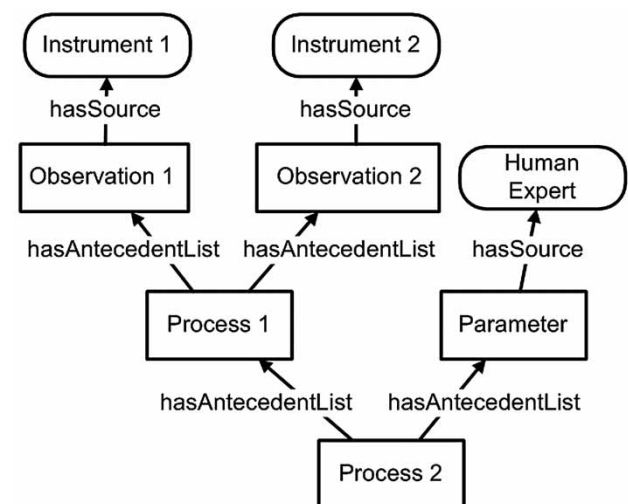 Instrument 1
Instrument 2
hasSource
hasSource
Observation 1
Observation 2
Human
Expert
hasAntecedentList
hasAntecedentList
hasSource
Process 1
Parameter
hasAntecedentList
hasAntecedentList
Process 2